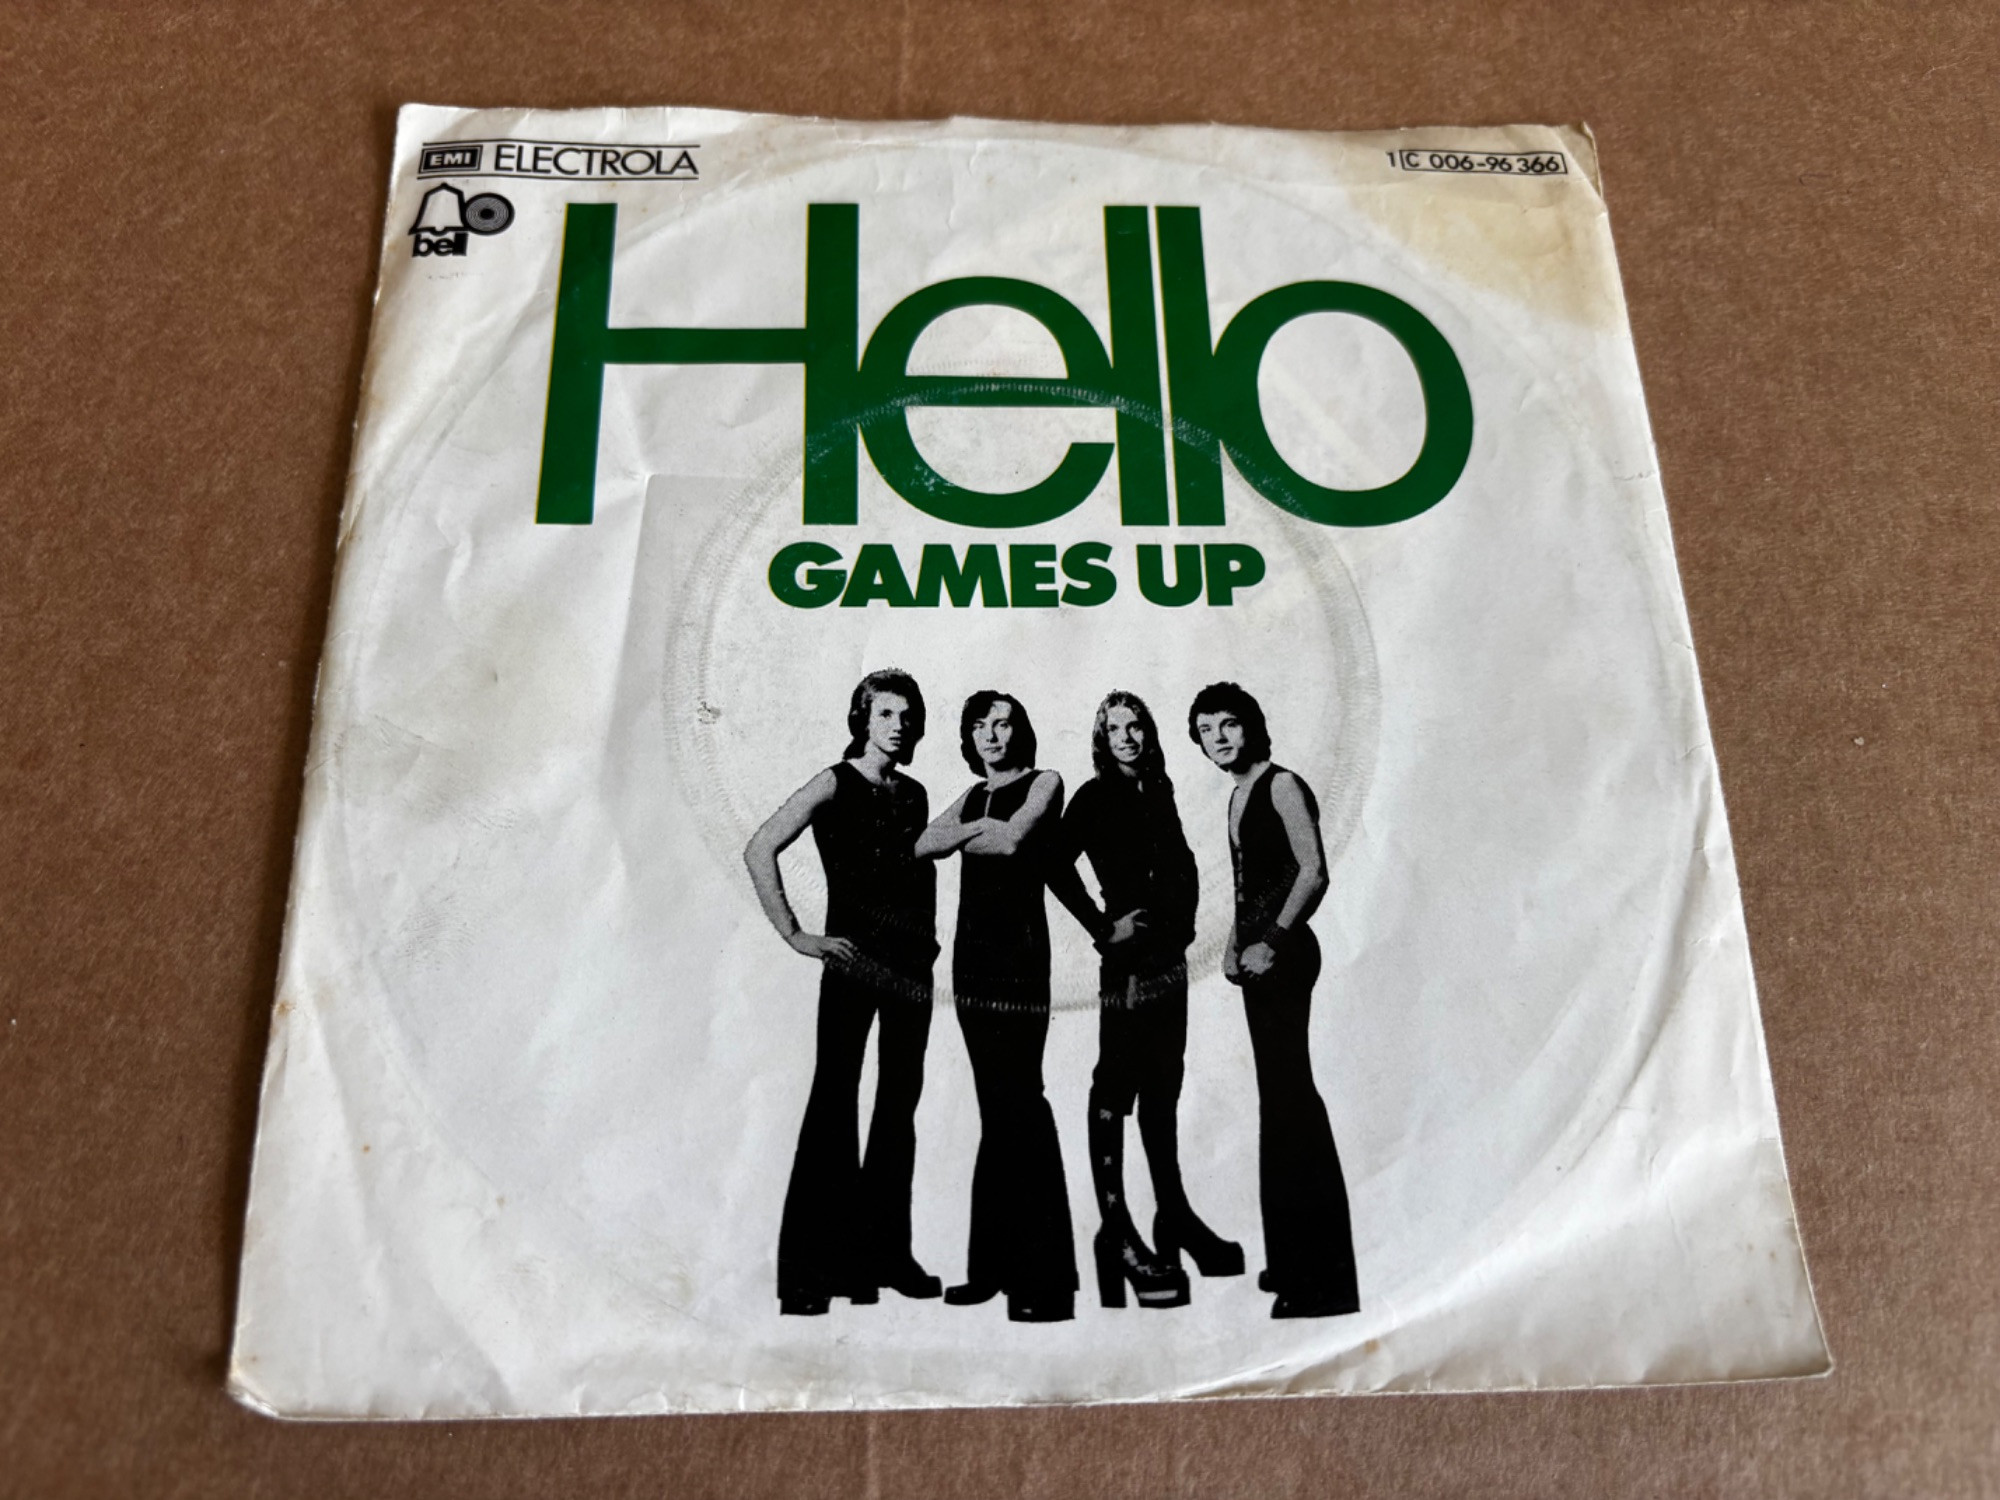 EMI ELECTROLA
1C 006-96 366
bell
Hello
GAMES UP